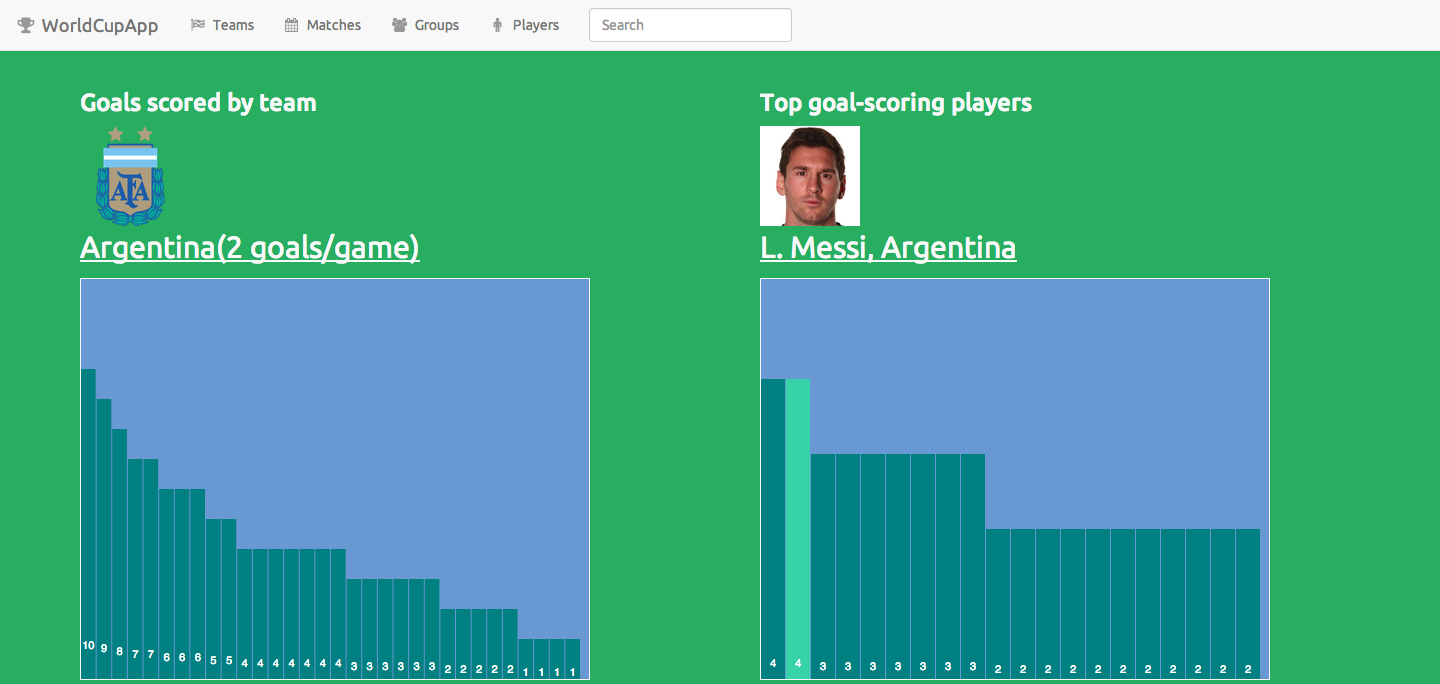 WorldCupApp Teams Matches Groups Players Search
Goals scored by team
AFA
Argentina(2 goals/game)
10 9 8 7 7 6 6 6 5 5 4 4 4 4 4 4 4 3 3 3 3 3 3 2 2 2 2 2 1 1 1 1
Top goal-scoring players
L. Messi, Argentina
4 4 3 3 3 3 3 3 3 2 2 2 2 2 2 2 2 2 2 2